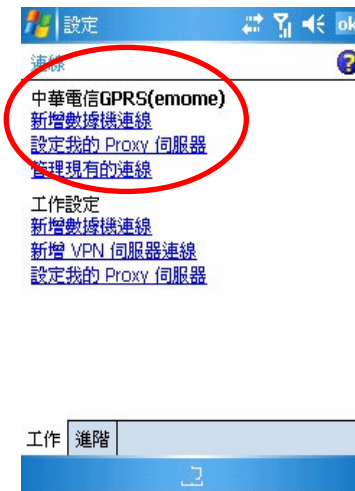 設定
ok
連線
?
中華電信GPRS(emome)
新增數據機連線
設定我的 Proxy 伺服器
管理現有的連線
工作設定
新增數據機連線
新增 VPN 伺服器連線
設定我的 Proxy 伺服器
工作 進階